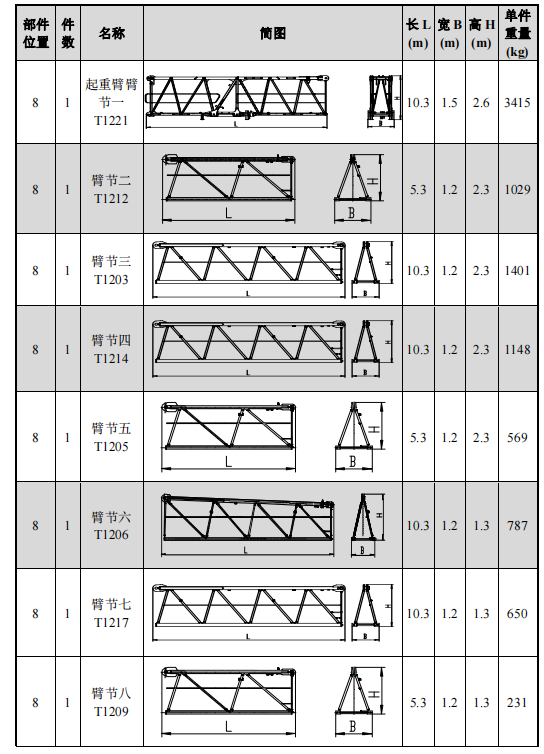 部件位置 件数 名称 简图 长 L (m) 宽 B (m) 高 H (m) 单件重量 (kg)
8 1 起重臂臂节一 T1221 L B H 10.3 1.5 2.6 3415
8 1 臂节二 T1212 L B H 5.3 1.2 2.3 1029
8 1 臂节三 T1203 L B H 10.3 1.2 2.3 1401
8 1 臂节四 T1214 L B H 10.3 1.2 2.3 1148
8 1 臂节五 T1205 L B H 5.3 1.2 2.3 569
8 1 臂节六 T1206 L B H 10.3 1.2 1.3 787
8 1 臂节七 T1217 L B H 10.3 1.2 1.3 650
8 1 臂节八 T1209 L B H 5.3 1.2 1.3 231